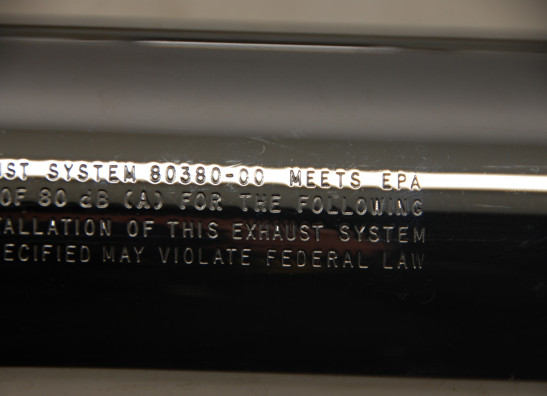 UST SYSTEM 80380-00 MEETS EPA
OF 80 dB (A) FOR THE FOLLOWING
TALLATION OF THIS EXHAUST SYSTEM
ECIFIED MAY VIOLATE FEDERAL LAW